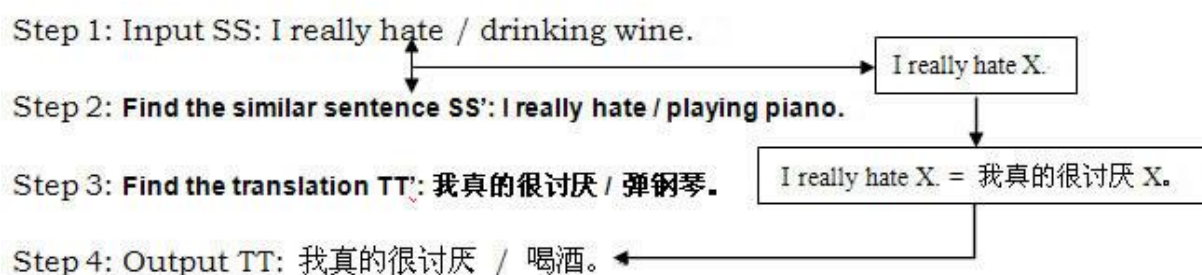 Step 1: Input SS: I really hate / drinking wine.
I really hate X.
Step 2: Find the similar sentence SS': I really hate / playing piano.
Step 3: Find the translation TT': 我真的很讨厌 / 弹钢琴。
I really hate X. = 我真的很讨厌 X。
Step 4: Output TT: 我真的很讨厌 / 喝酒。